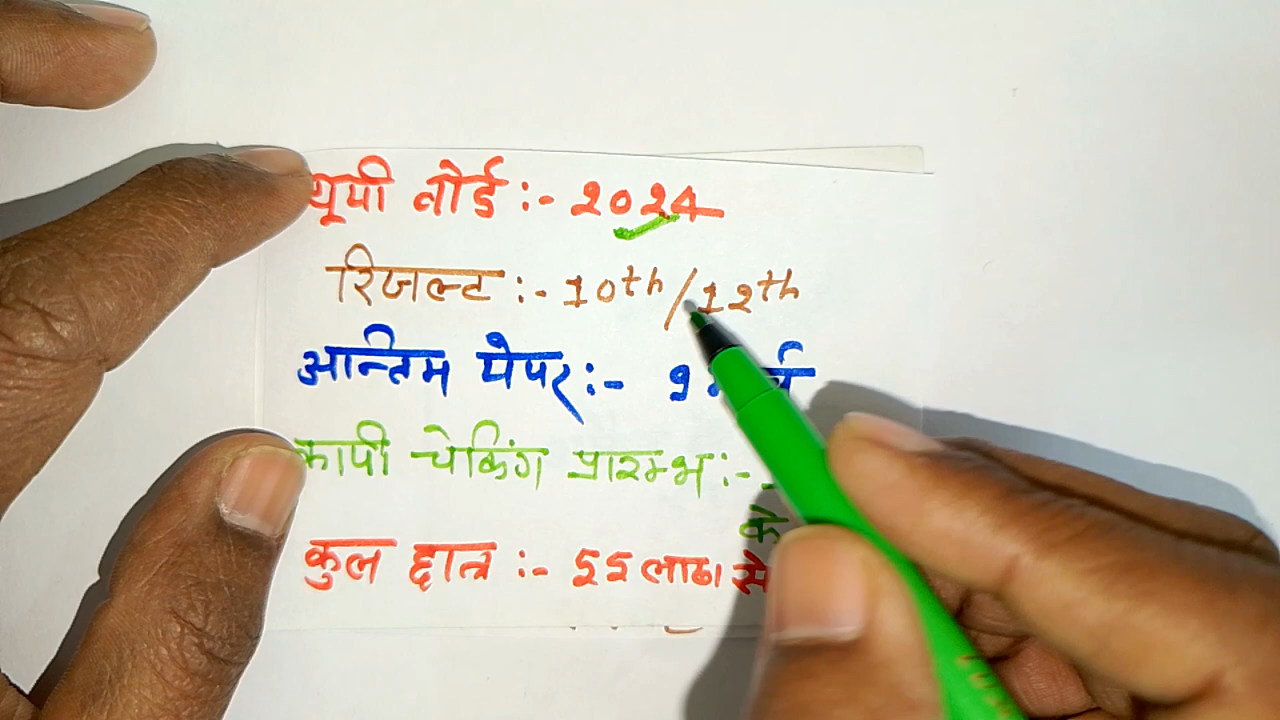 यूपी बोर्ड :- 2024
रिजल्ट :- 10th/12th
अन्तिम पेपर :-
कापी चेकिंग प्रारम्भ :-
के
कुल छात्र :- 55 लाख से